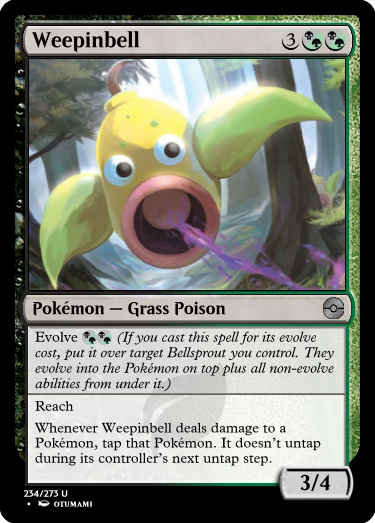 Weepinbell 3
Pokémon — Grass Poison
Evolve (If you cast this spell for its evolve
cost, put it over target Bellsprout you control. They
evolve into the Pokémon on top plus all non-evolve
abilities from under it.)
Reach
Whenever Weepinbell deals damage to a
Pokémon, tap that Pokémon. It doesn't untap
during its controller's next untap step.
3/4
234/273 U
• OTUMAMI